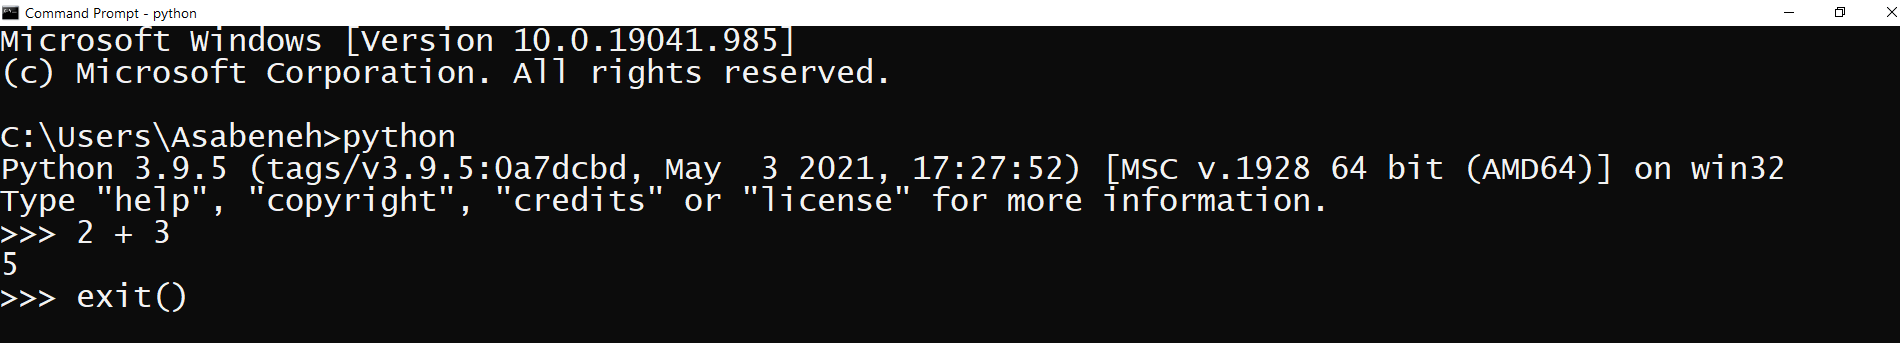 Command Prompt - python
Microsoft Windows [Version 10.0.19041.985]
(c) Microsoft Corporation. All rights reserved.
C:\Users\Asabeneh>python
Python 3.9.5 (tags/v3.9.5:0a7dcbd, May  3 2021, 17:27:52) [MSC v.1928 64 bit (AMD64)] on win32
Type "help", "copyright", "credits" or "license" for more information.
>>> 2 + 3
5
>>> exit()